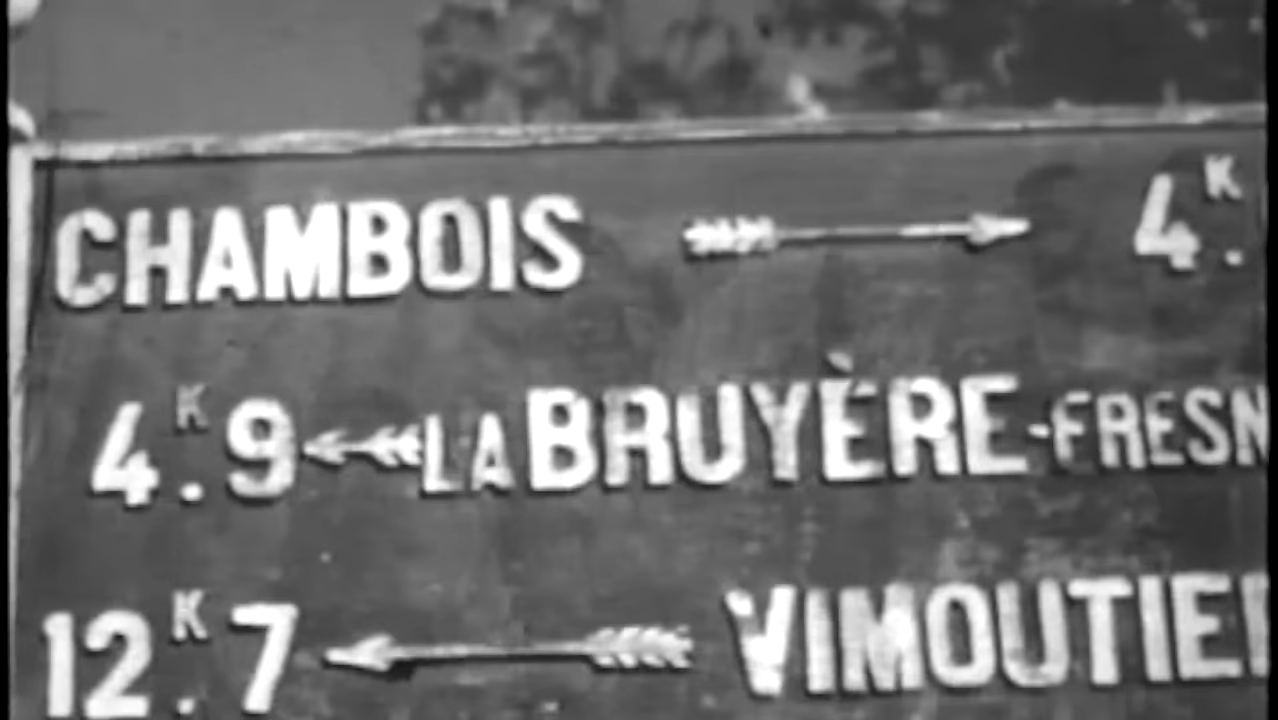 CHAMBOIS → 4.K
4.K9 ← LA BRUYÈRE-FRESN
12.K7 ← VIMOUTIE